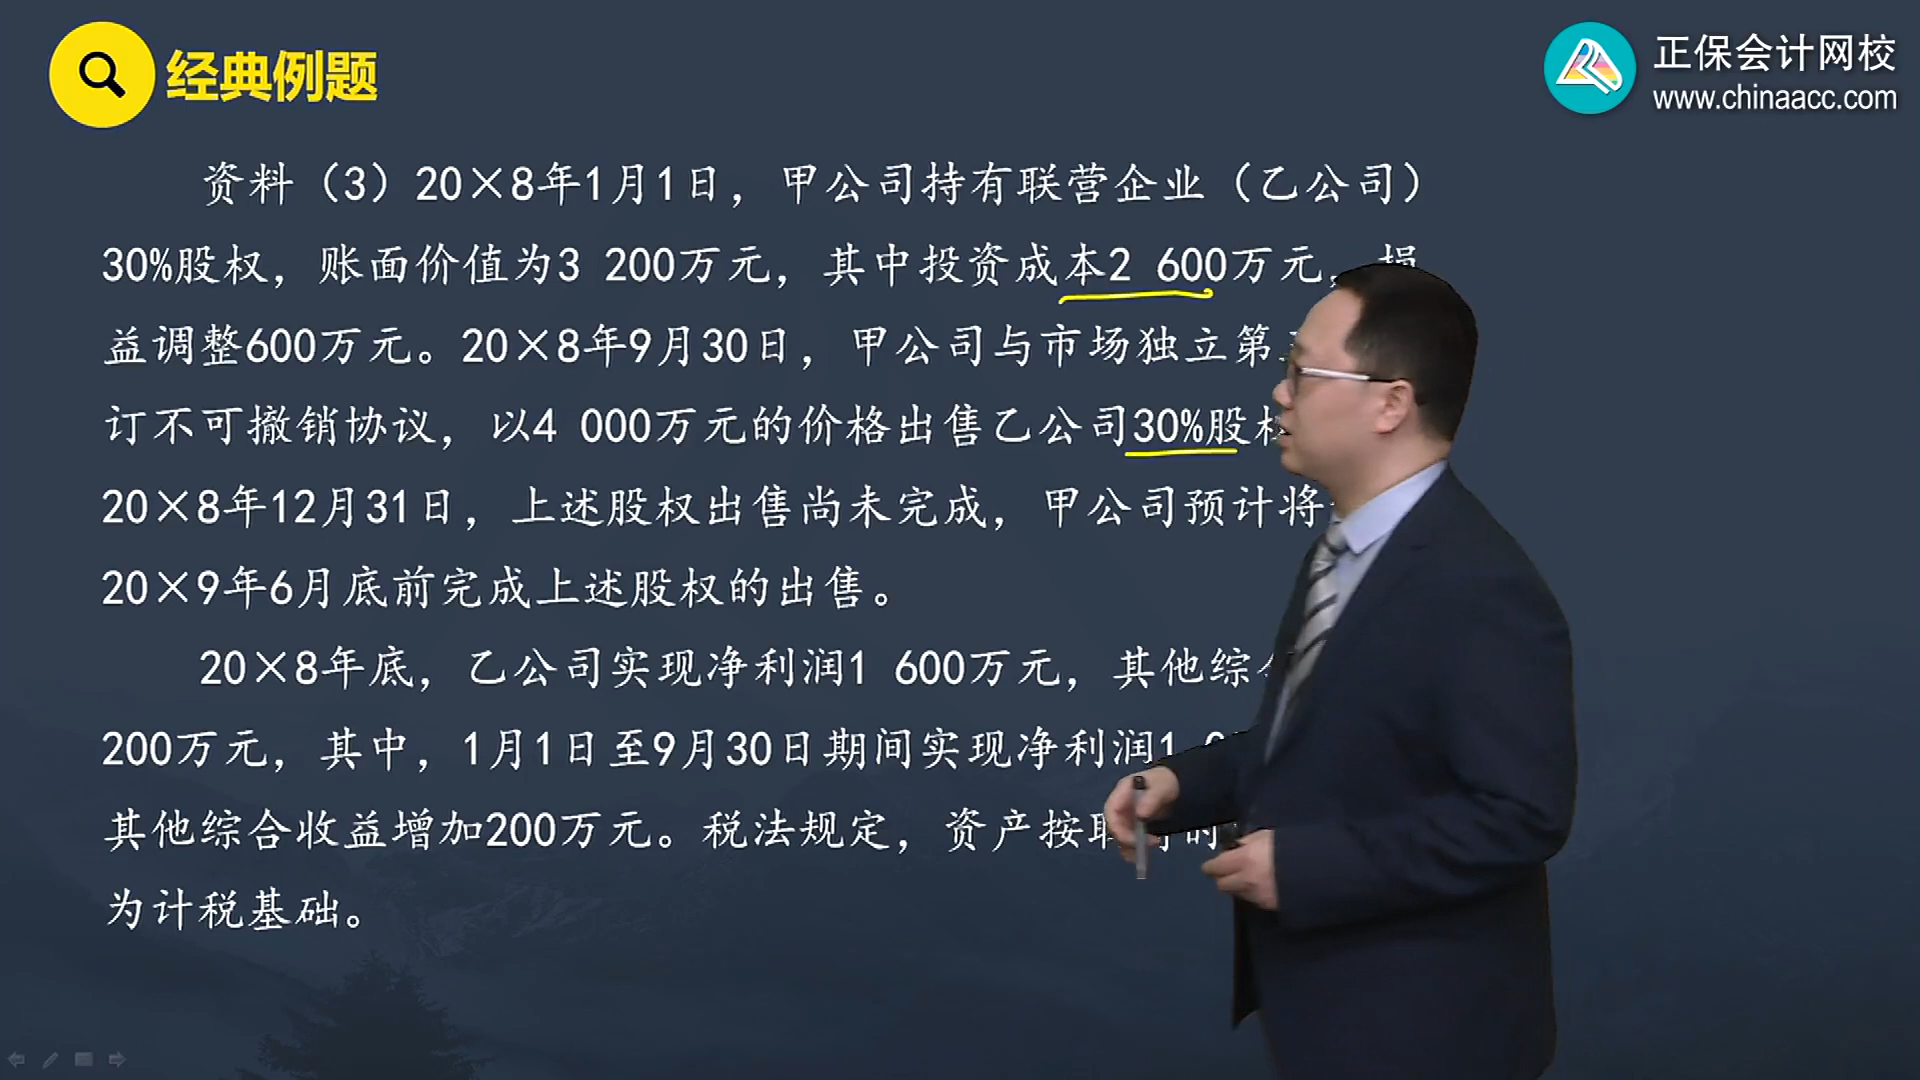 经典例题
正保会计网校
www.chinaacc.com
资料（3）20×8年1月1日，甲公司持有联营企业（乙公司）
30%股权，账面价值为3 200万元，其中投资成本2 600万元，损
益调整600万元。20×8年9月30日，甲公司与市场独立第
订不可撤销协议，以4 000万元的价格出售乙公司30%股权
20×8年12月31日，上述股权出售尚未完成，甲公司预计将
20×9年6月底前完成上述股权的出售。
20×8年底，乙公司实现净利润1 600万元，其他综
200万元，其中，1月1日至9月30日期间实现净利润1
其他综合收益增加200万元。税法规定，资产按取得时
为计税基础。